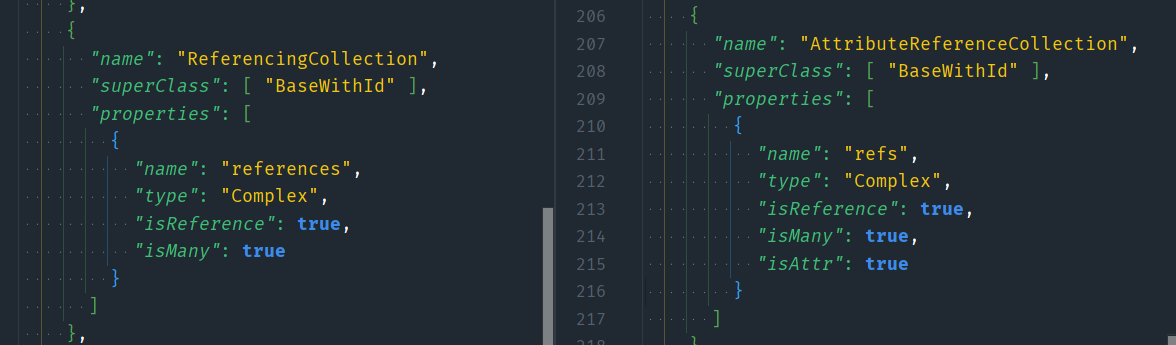 },
{
"name": "ReferencingCollection",
"superClass": [ "BaseWithId" ],
"properties": [
{
"name": "references",
"type": "Complex",
"isReference": true,
"isMany": true
}
]
},
206 {
207 "name": "AttributeReferenceCollection",
208 "superClass": [ "BaseWithId" ],
209 "properties": [
210 {
211 "name": "refs",
212 "type": "Complex",
213 "isReference": true,
214 "isMany": true,
215 "isAttr": true
216 }
217 ]
218 }